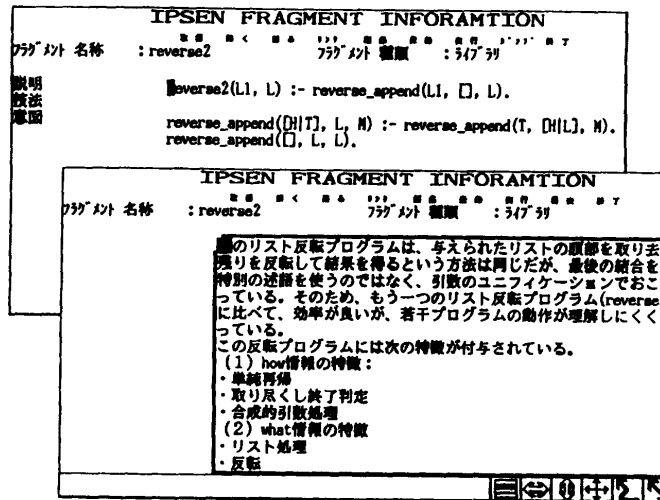 IPSEN FRAGMENT INFORAMTION
フラグメント 名称 : reverse2 フラグメント 種類 : ライブラリ
説明
技法
意図
reverse2(L1, L) :- reverse_append(L1, [], L).
reverse_append([H|T], L, M) :- reverse_append(T, [H|L], M).
reverse_append([], L, L).
IPSEN FRAGMENT INFORAMTION
フラグメント 名称 : reverse2 フラグメント 種類 : ライブラリ
このリスト反転プログラムは、与えられたリストの頭部を取り去
残りを反転して結果を得るという方法は同じだが、最後の結合を
特別の述語を使うのではなく、引数のユニフィケーションでおこ
っている。そのため、もう一つのリスト反転プログラム(reverse
に比べて、効率が良いが、若干プログラムの動作が理解しにくく
っている。
この反転プログラムには次の特徴が付与されている。
(1) how情報の特徴：
・単純再帰
・取り尽くし終了判定
・合成的引数処理
(2) what情報の特徴
・リスト処理
・反転